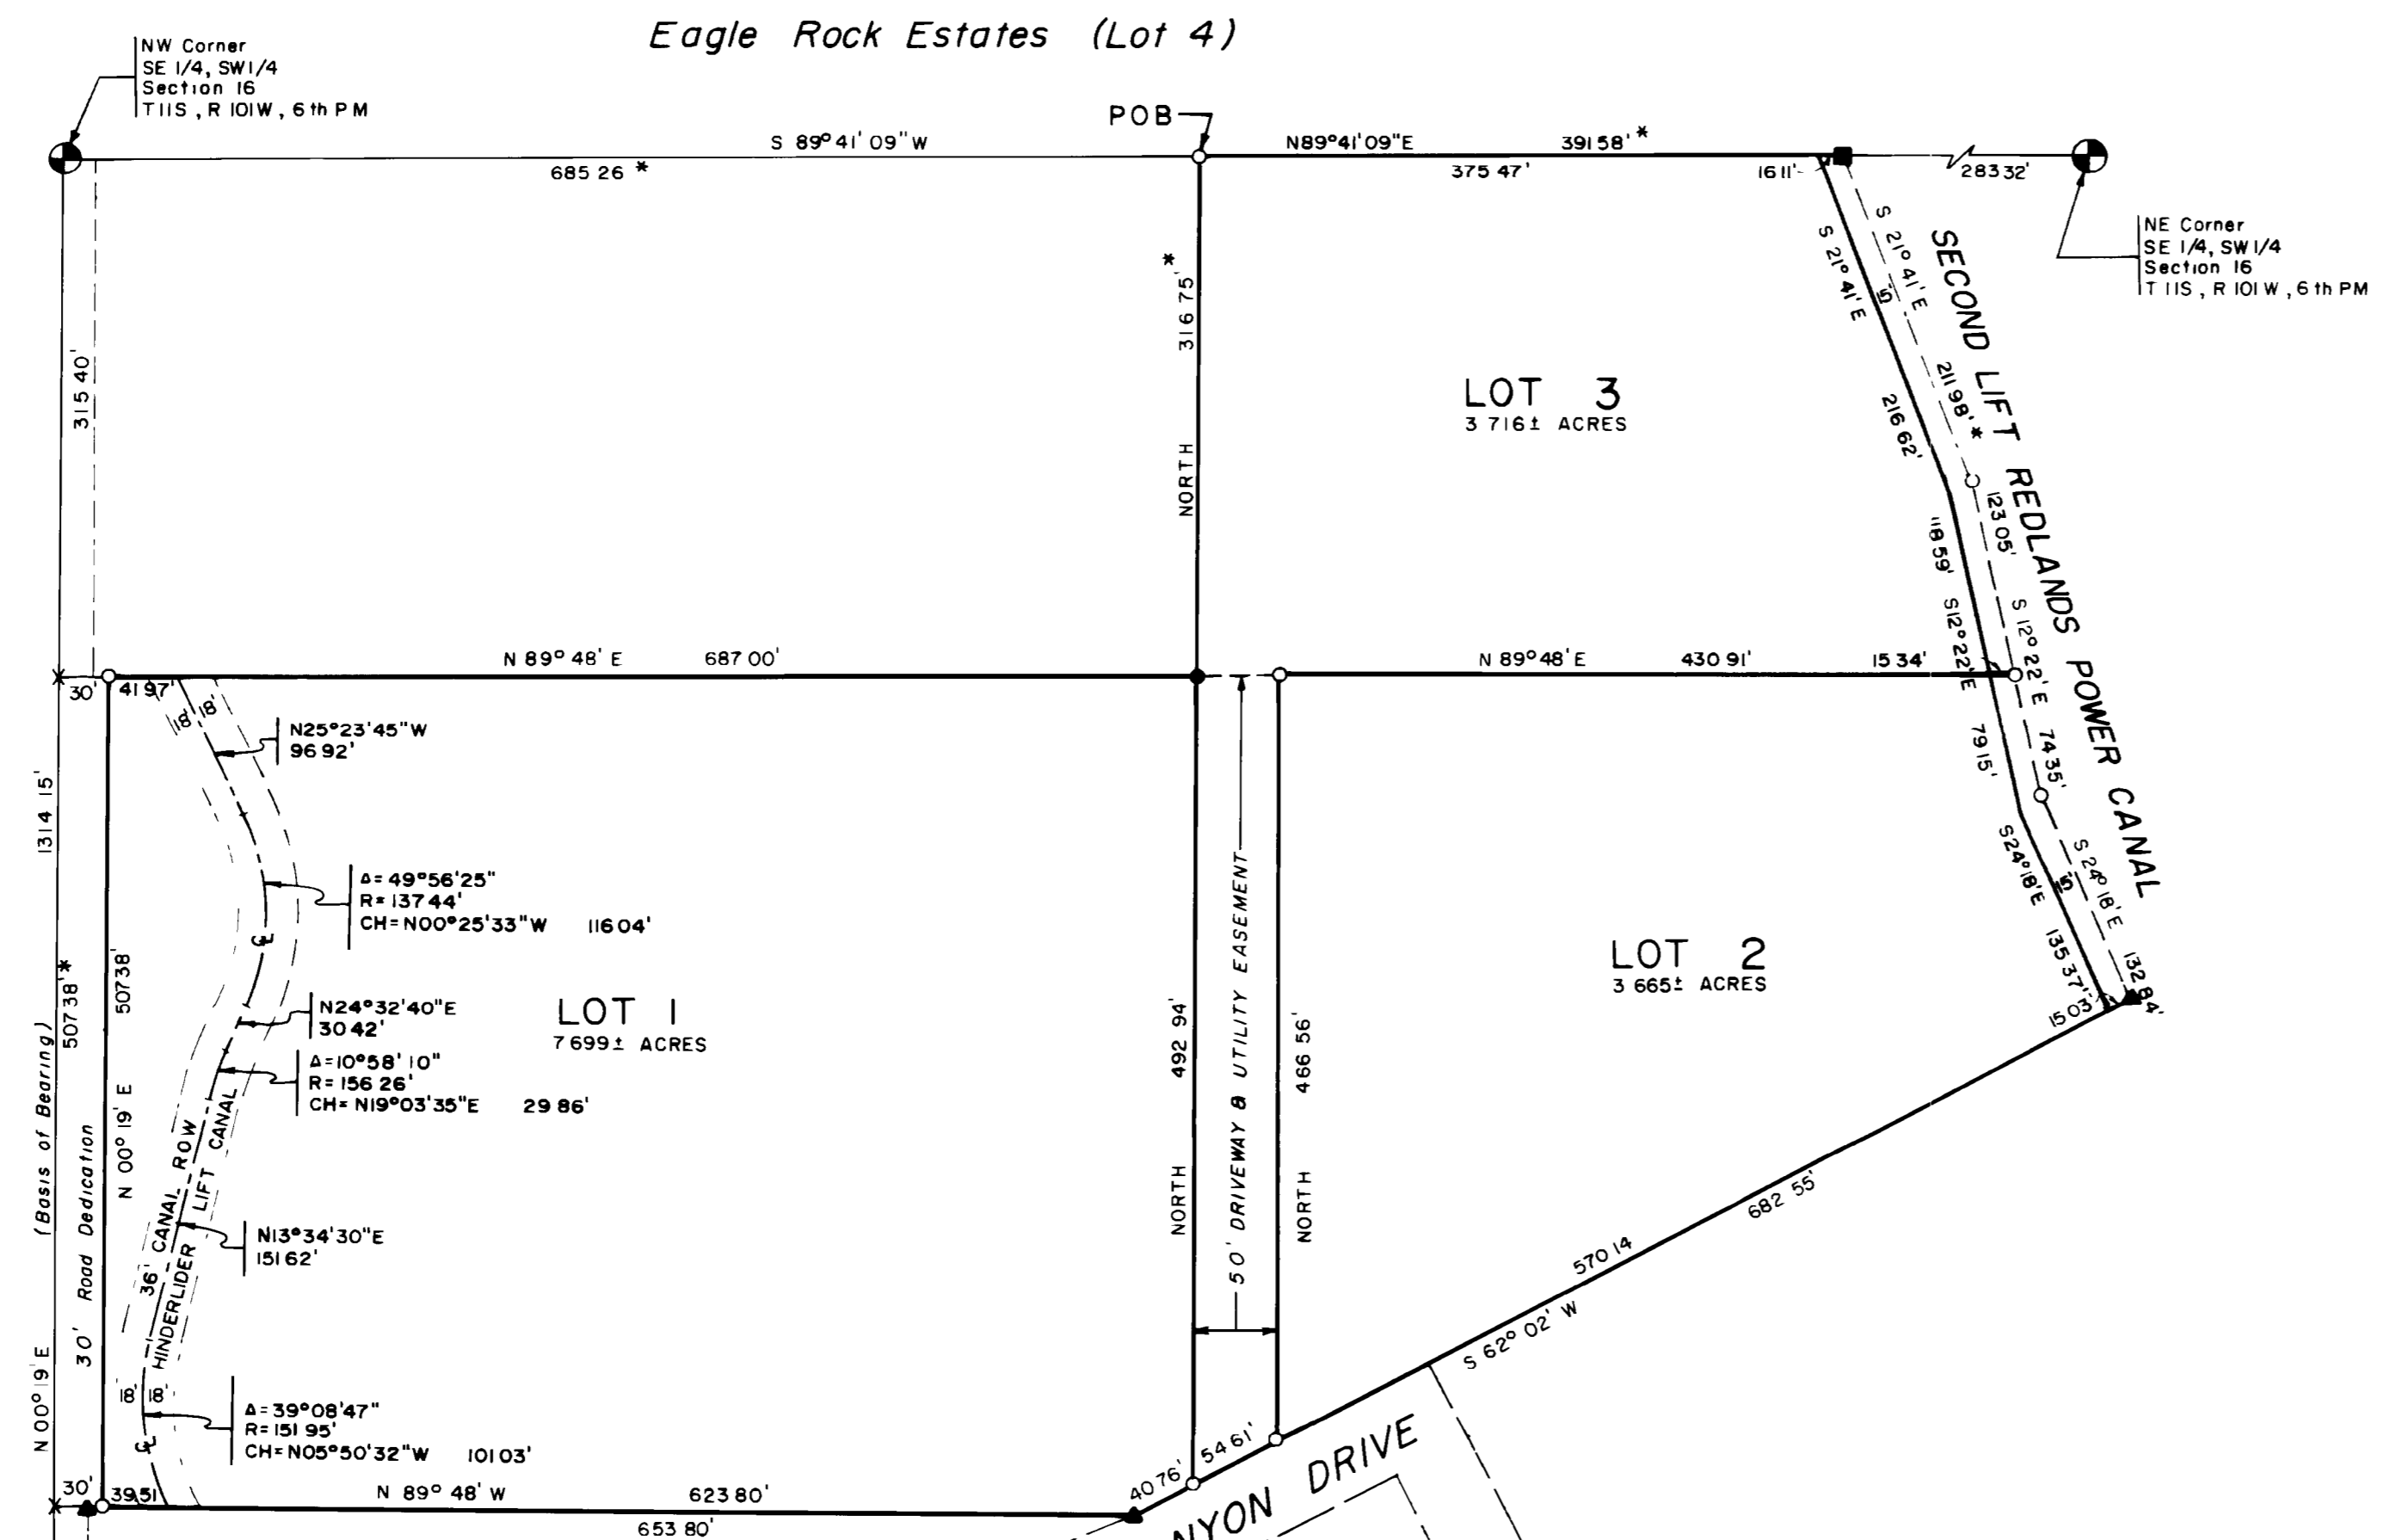 Eagle Rock Estates (Lot 4)
NW Corner
SE 1/4, SW1/4
Section 16
T11S, R 101W, 6th PM
POB
S 89° 41' 09" W
685 26 *
N89°41'09"E 391 58' *
375 47' 16 11'
283 32'
NE Corner
SE 1/4, SW1/4
Section 16
T11S, R 101W, 6th PM
315 40'
316 75' *
NORTH
LOT 3
3 716± ACRES
S 21° 41' E
S 21° 41' E
5'
211 98' *
216 62'
SECOND LIFT REDLANDS POWER CANAL
123 05'
118 59'
S 12° 22' E
S12°22'E
N 89° 48' E 687 00'
N 89° 48' E 430 91' 15 34'
30' 41 97'
18' 18'
N25°23'45"W
96 92'
74 35'
79 15'
1314 15'
(Basis of Bearing)
N 00° 19' E
507 38' *
507 38'
N 00° 19' E
30' Road Dedication
Δ= 49°56'25"
R= 137 44'
CH= N00°25'33"W 116 04'
℄
N24°32'40"E
30 42'
Δ=10°58'10"
R= 156 26'
CH= N19°03'35"E 29 86'
LOT 1
7 699± ACRES
36' CANAL ROW
HINDERLIDER LIFT CANAL
N13°34'30"E
151 62'
18' 18'
Δ= 39°08'47"
R= 151 95'
CH= N05°50'32"W 101 03'
℄
492 94'
NORTH
50' DRIVEWAY & UTILITY EASEMENT
466 56'
NORTH
LOT 2
3 665± ACRES
S24°18'E
S 24° 18' E
5'
135 37'
132 84'
15 03'
682 55'
570 14
S 62° 02' W
54 61'
40 76'
30' 39 51
N 89° 48' W 623 80'
653 80'
NYON DRIVE